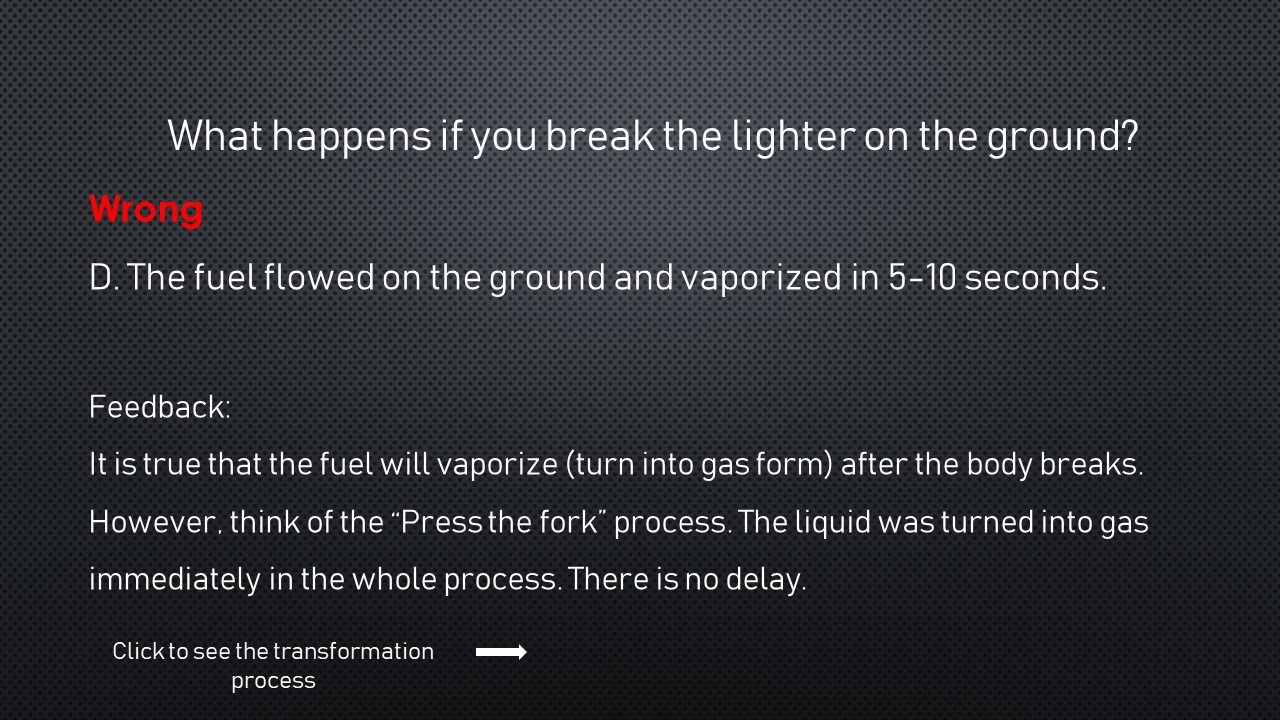 What happens if you break the lighter on the ground?
Wrong
D. The fuel flowed on the ground and vaporized in 5-10 seconds.
Feedback:
It is true that the fuel will vaporize (turn into gas form) after the body breaks.
However, think of the “Press the fork” process. The liquid was turned into gas
immediately in the whole process. There is no delay.
Click to see the transformation
process